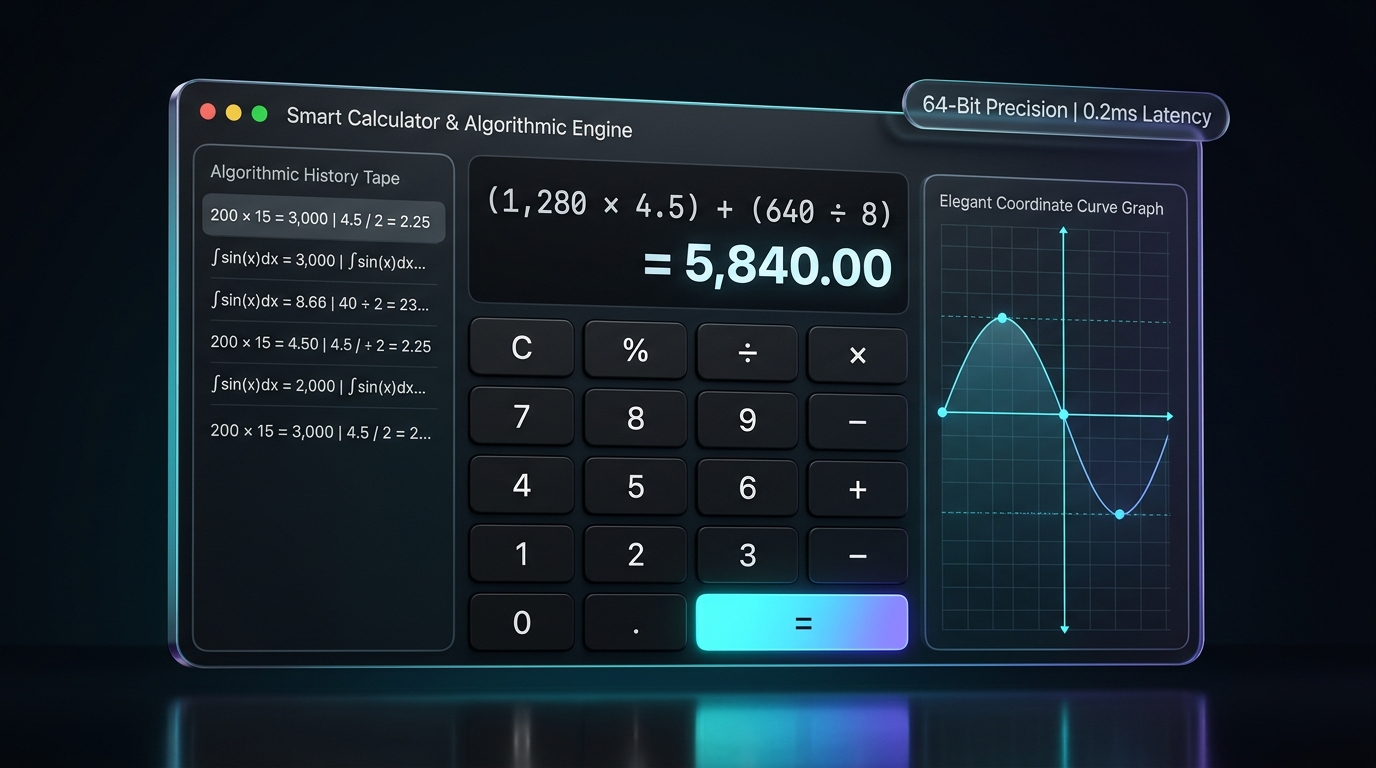 Smart Calculator & Algorithmic Engine
64-Bit Precision | 0.2ms Latency
Algorithmic History Tape
200 × 15 = 3,000 | 4.5 / 2 = 2.25
∫sin(x)dx = 3,000 | ∫sin(x)dx...
∫sin(x)dx = 8.66 | 40 ÷ 2 = 23...
200 × 15 = 4.50 | 4.5 / ÷ 2 = 2.25
∫sin(x)dx = 2,000 | ∫sin(x)dx...
200 × 15 = 3,000 | 4.5 / 2 = 2...
(1,280 × 4.5) + (640 ÷ 8)
= 5,840.00
C % ÷ ×
7 8 9 −
4 5 6 +
1 2 3 −
0 . =
Elegant Coordinate Curve Graph